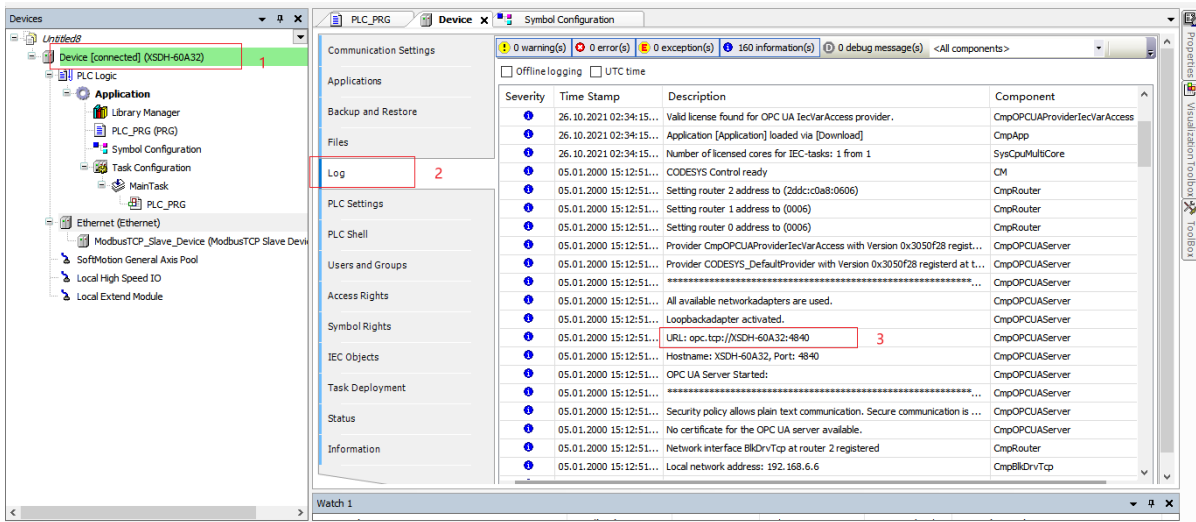 Devices
Untitled8
Device [connected] (XSDH-60A32)
1
PLC Logic
Application
Library Manager
PLC_PRG (PRG)
Symbol Configuration
Task Configuration
MainTask
PLC_PRG
Ethernet (Ethernet)
ModbusTCP_Slave_Device (ModbusTCP Slave Devi
SoftMotion General Axis Pool
Local High Speed IO
Local Extend Module
PLC_PRG Device Symbol Configuration
Communication Settings
Applications
Backup and Restore
Files
Log
2
PLC Settings
PLC Shell
Users and Groups
Access Rights
Symbol Rights
IEC Objects
Task Deployment
Status
Information
0 warning(s) 0 error(s) 0 exception(s) 160 information(s) 0 debug message(s) <All components>
Offline logging UTC time
Severity Time Stamp Description Component
26.10.2021 02:34:15... Valid license found for OPC UA IecVarAccess provider. CmpOPCUAProviderIecVarAccess
26.10.2021 02:34:15... Application [Application] loaded via [Download] CmpApp
26.10.2021 02:34:15... Number of licensed cores for IEC-tasks: 1 from 1 SysCpuMultiCore
05.01.2000 15:12:51... CODESYS Control ready CM
05.01.2000 15:12:51... Setting router 2 address to (2ddc:c0a8:0606) CmpRouter
05.01.2000 15:12:51... Setting router 1 address to (0006) CmpRouter
05.01.2000 15:12:51... Setting router 0 address to (0006) CmpRouter
05.01.2000 15:12:51... Provider CmpOPCUAProviderIecVarAccess with Version 0x3050f28 regist... CmpOPCUAServer
05.01.2000 15:12:51... Provider CODESYS_DefaultProvider with Version 0x3050f28 registerd at t... CmpOPCUAServer
05.01.2000 15:12:51... ************************************************************... CmpOPCUAServer
05.01.2000 15:12:51... All available networkadapters are used. CmpOPCUAServer
05.01.2000 15:12:51... Loopbackadapter activated. CmpOPCUAServer
05.01.2000 15:12:51... URL: opc.tcp://XSDH-60A32:4840 3 CmpOPCUAServer
05.01.2000 15:12:51... Hostname: XSDH-60A32, Port: 4840 CmpOPCUAServer
05.01.2000 15:12:51... OPC UA Server Started: CmpOPCUAServer
05.01.2000 15:12:51... ************************************************************... CmpOPCUAServer
05.01.2000 15:12:51... Security policy allows plain text communication. Secure communication is ... CmpOPCUAServer
05.01.2000 15:12:51... No certificate for the OPC UA server available. CmpOPCUAServer
05.01.2000 15:12:51... Network interface BlkDrvTcp at router 2 registered CmpRouter
05.01.2000 15:12:51... Local network address: 192.168.6.6 CmpBlkDrvTcp
Watch 1
Properties
Visualization Toolbox
ToolBox